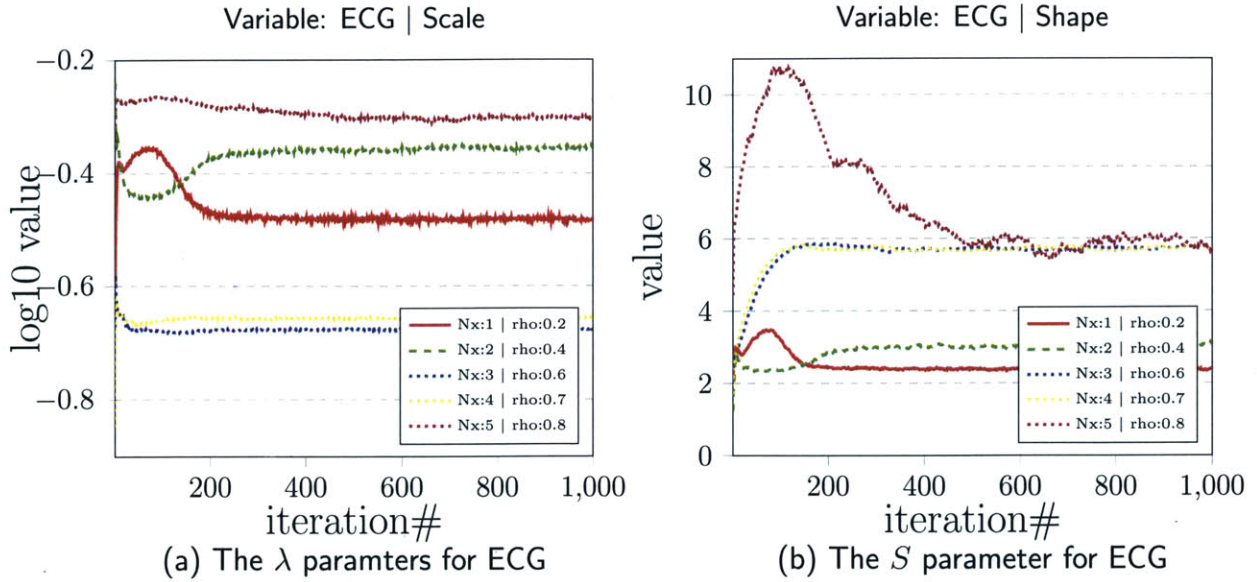 Variable: ECG | Scale
−0.2
−0.4
−0.6
−0.8
log10 value
Nx:1 | rho:0.2
Nx:2 | rho:0.4
Nx:3 | rho:0.6
Nx:4 | rho:0.7
Nx:5 | rho:0.8
200 400 600 800 1,000
iteration#
(a) The λ paramters for ECG
Variable: ECG | Shape
10
8
6
4
2
0
value
Nx:1 | rho:0.2
Nx:2 | rho:0.4
Nx:3 | rho:0.6
Nx:4 | rho:0.7
Nx:5 | rho:0.8
200 400 600 800 1,000
iteration#
(b) The S parameter for ECG